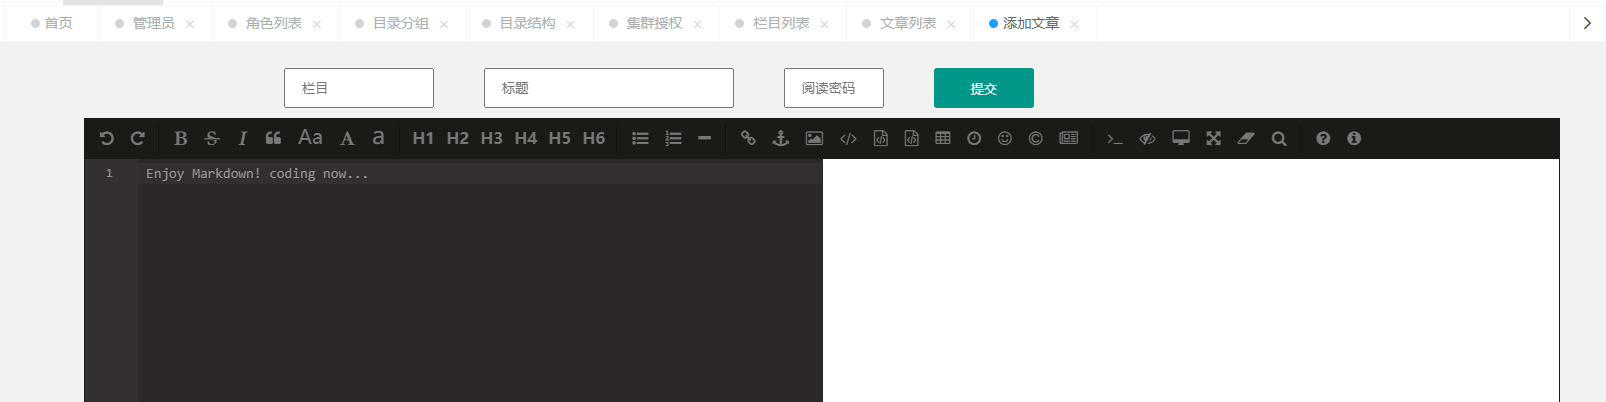 首页 管理员 角色列表 目录分组 目录结构 集群授权 栏目列表 文章列表 添加文章
栏目 标题 阅读密码 提交
B S I Aa A a H1 H2 H3 H4 H5 H6
1 Enjoy Markdown! coding now...